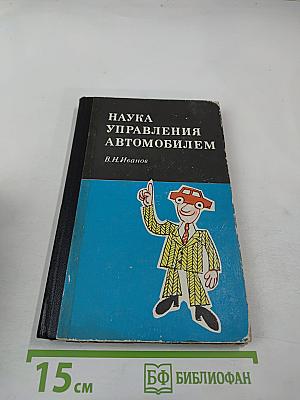 НАУКА
УПРАВЛЕНИЯ
АВТОМОБИЛЕМ
В.Н.Иванов
15 см
БФ БИБЛИОФАН